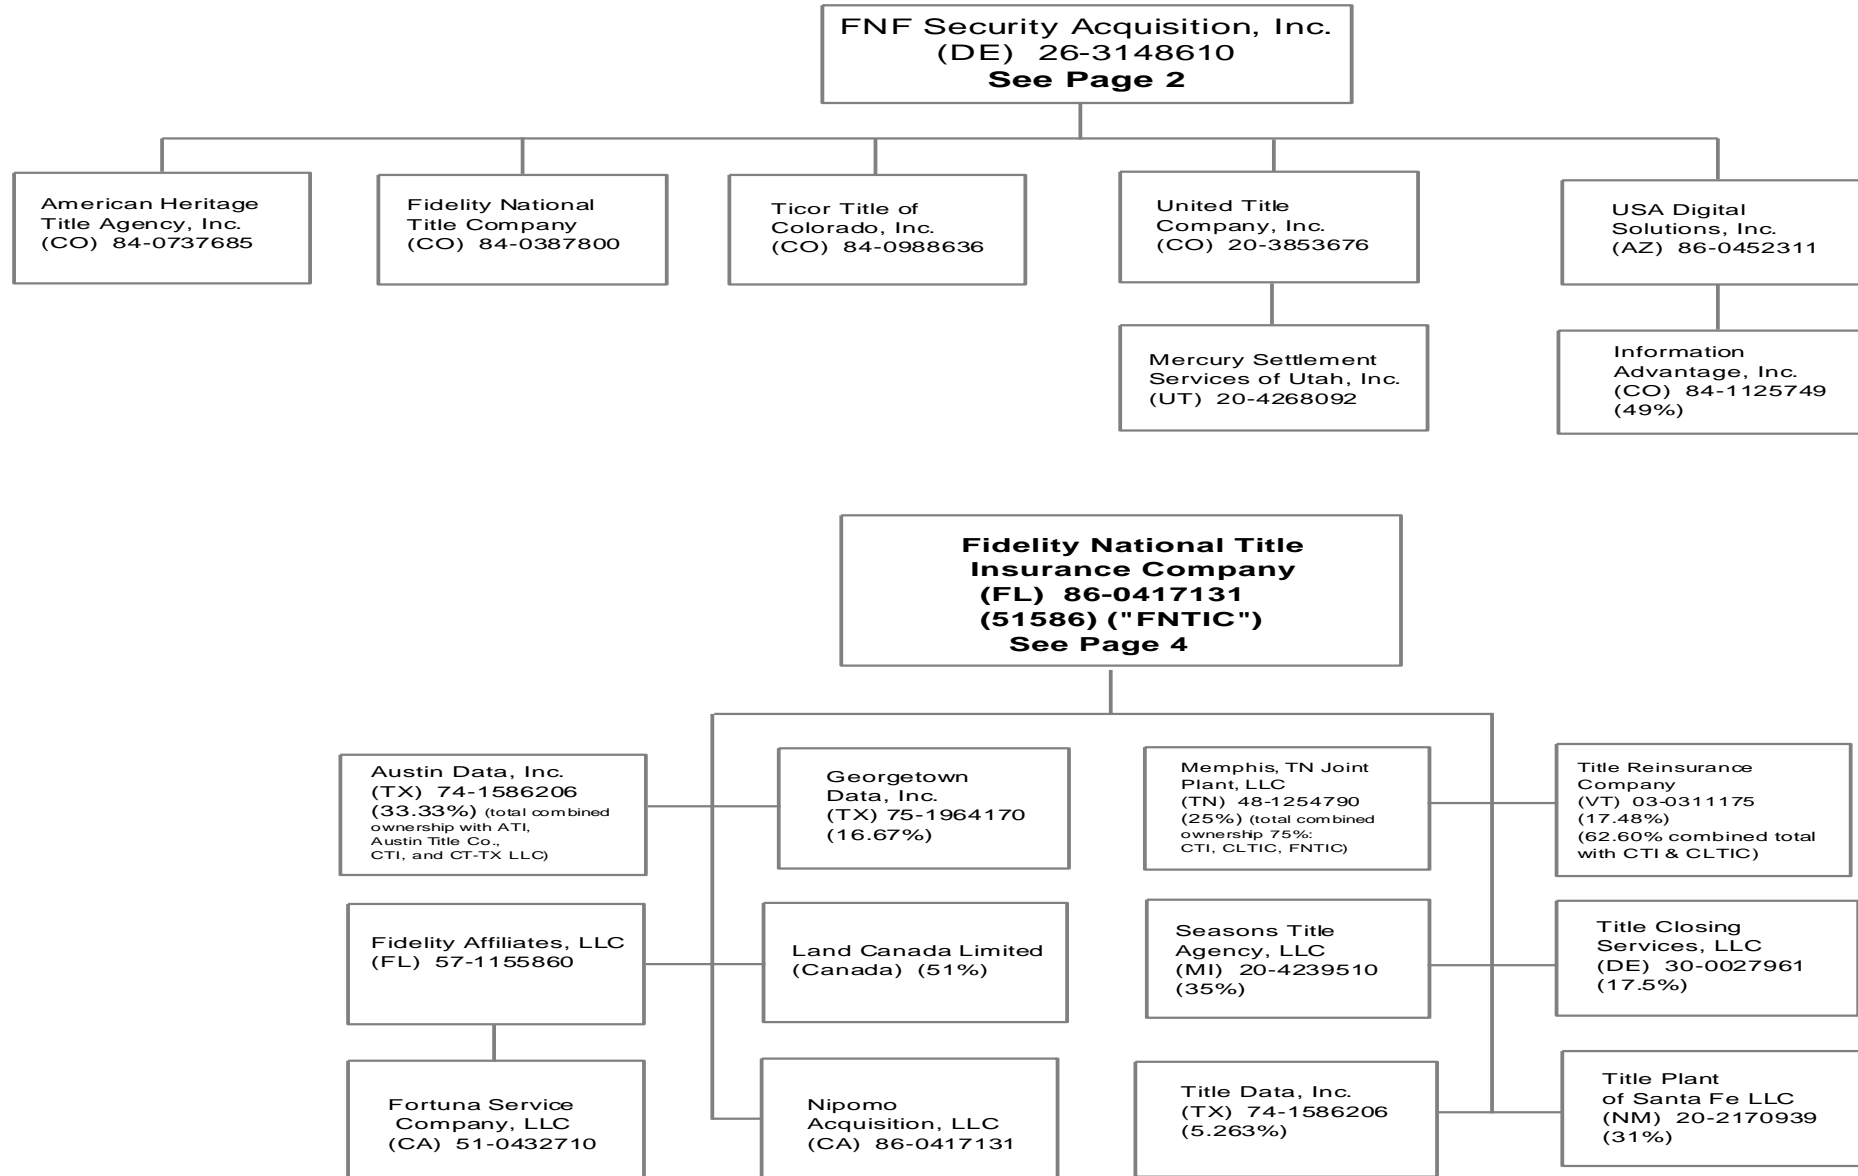 FNF Security Acquisition, Inc.
(DE) 26-3148610
See Page 2
American Heritage
Title Agency, Inc.
(CO) 84-0737685
Fidelity National
Title Company
(CO) 84-0387800
Ticor Title of
Colorado, Inc.
(CO) 84-0988636
United Title
Company, Inc.
(CO) 20-3853676
USA Digital
Solutions, Inc.
(AZ) 86-0452311
Mercury Settlement
Services of Utah, Inc.
(UT) 20-4268092
Information
Advantage, Inc.
(CO) 84-1125749
(49%)
Fidelity National Title
Insurance Company
(FL) 86-0417131
(51586) ("FNTIC")
See Page 4
Austin Data, Inc.
(TX) 74-1586206
(33.33%) (total combined
ownership with ATI,
Austin Title Co.,
CTI, and CT-TX LLC)
Georgetown
Data, Inc.
(TX) 75-1964170
(16.67%)
Memphis, TN Joint
Plant, LLC
(TN) 48-1254790
(25%) (total combined
ownership 75%:
CTI, CLTIC, FNTIC)
Title Reinsurance
Company
(VT) 03-0311175
(17.48%)
(62.60% combined total
with CTI & CLTIC)
Fidelity Affiliates, LLC
(FL) 57-1155860
Land Canada Limited
(Canada) (51%)
Seasons Title
Agency, LLC
(MI) 20-4239510
(35%)
Title Closing
Services, LLC
(DE) 30-0027961
(17.5%)
Fortuna Service
Company, LLC
(CA) 51-0432710
Nipomo
Acquisition, LLC
(CA) 86-0417131
Title Data, Inc.
(TX) 74-1586206
(5.263%)
Title Plant
of Santa Fe LLC
(NM) 20-2170939
(31%)